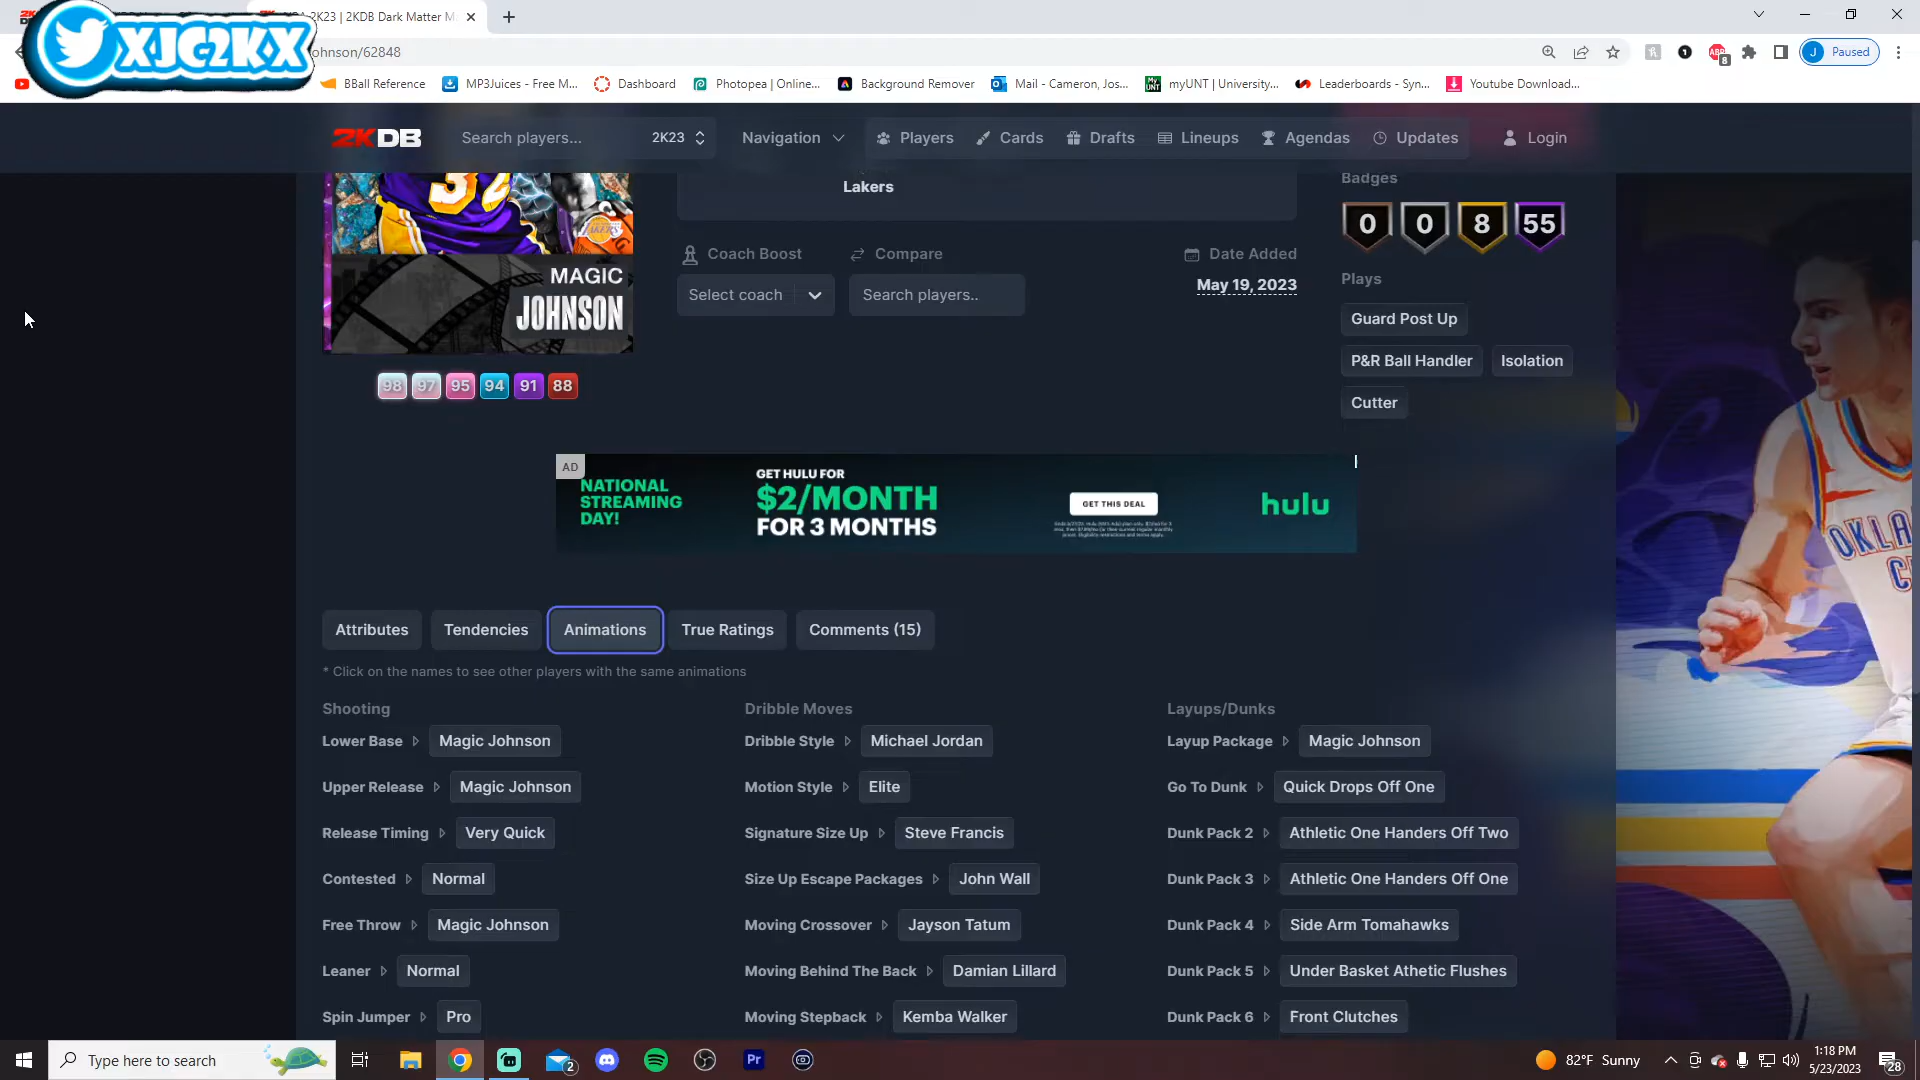 2K23 | 2KDB Dark Matter M
XJC2KX
ohnson/62848
J Paused
BBall Reference
MP3Juices - Free M...
Dashboard
Photopea | Online...
Background Remover
Mail - Cameron, Jos...
myUNT | University...
Leaderboards - Syn...
Youtube Download...
2KDB
Search players...
2K23
Navigation
Players
Cards
Drafts
Lineups
Agendas
Updates
Login
Lakers
Badges
0 0 8 55
Coach Boost
Compare
Date Added
Select coach
Search players..
May 19, 2023
Plays
Guard Post Up
P&R Ball Handler
Isolation
Cutter
32
LAKERS
MAGIC
JOHNSON
98 97 95 94 91 88
AD
NATIONAL
STREAMING
DAY!
GET HULU FOR
$2/MONTH
FOR 3 MONTHS
GET THIS DEAL
hulu
Attributes
Tendencies
Animations
True Ratings
Comments (15)
* Click on the names to see other players with the same animations
Shooting
Lower Base Magic Johnson
Upper Release Magic Johnson
Release Timing Very Quick
Contested Normal
Free Throw Magic Johnson
Leaner Normal
Spin Jumper Pro
Dribble Moves
Dribble Style Michael Jordan
Motion Style Elite
Signature Size Up Steve Francis
Size Up Escape Packages John Wall
Moving Crossover Jayson Tatum
Moving Behind The Back Damian Lillard
Moving Stepback Kemba Walker
Layups/Dunks
Layup Package Magic Johnson
Go To Dunk Quick Drops Off One
Dunk Pack 2 Athletic One Handers Off Two
Dunk Pack 3 Athletic One Handers Off One
Dunk Pack 4 Side Arm Tomahawks
Dunk Pack 5 Under Basket Athetic Flushes
Dunk Pack 6 Front Clutches
OKLA
C
Type here to search
2
Pr
82°F Sunny
1:18 PM
5/23/2023
28